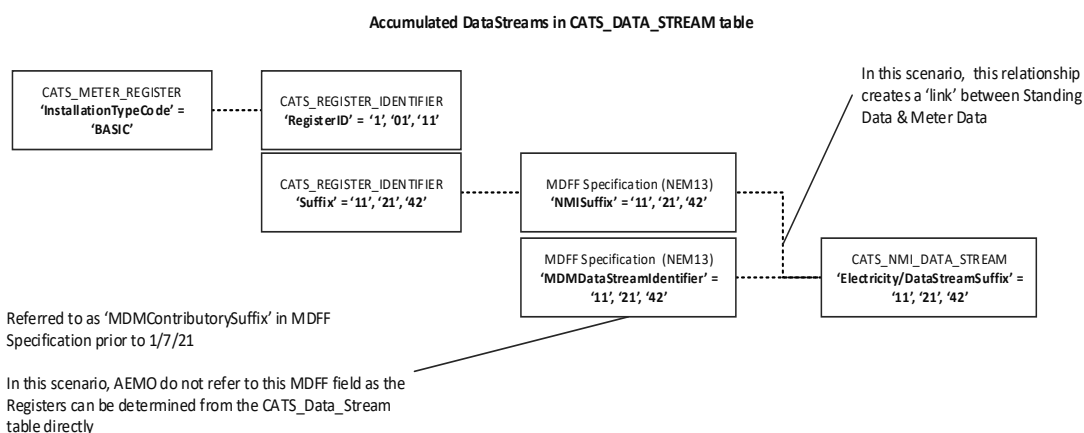 Accumulated DataStreams in CATS_DATA_STREAM table
CATS_METER_REGISTER
‘InstallationTypeCode’ =
‘BASIC’
CATS_REGISTER_IDENTIFIER
‘RegisterID’ = ‘1’, ‘01’, ‘11’
In this scenario, this relationship
creates a ‘link’ between Standing
Data & Meter Data
CATS_REGISTER_IDENTIFIER
‘Suffix’ = ‘11’, ‘21’, ‘42’
MDFF Specification (NEM13)
‘NMISuffix’ = ‘11’, ‘21’, ‘42’
MDFF Specification (NEM13)
‘MDMDataStreamIdentifier’ =
‘11’, ‘21’, ‘42’
CATS_NMI_DATA_STREAM
‘Electricity/DataStreamSuffix’ =
‘11’, ‘21’, ‘42’
Referred to as ‘MDMContributorySuffix’ in MDFF
Specification prior to 1/7/21
In this scenario, AEMO do not refer to this MDFF field as the
Registers can be determined from the CATS_Data_Stream
table directly